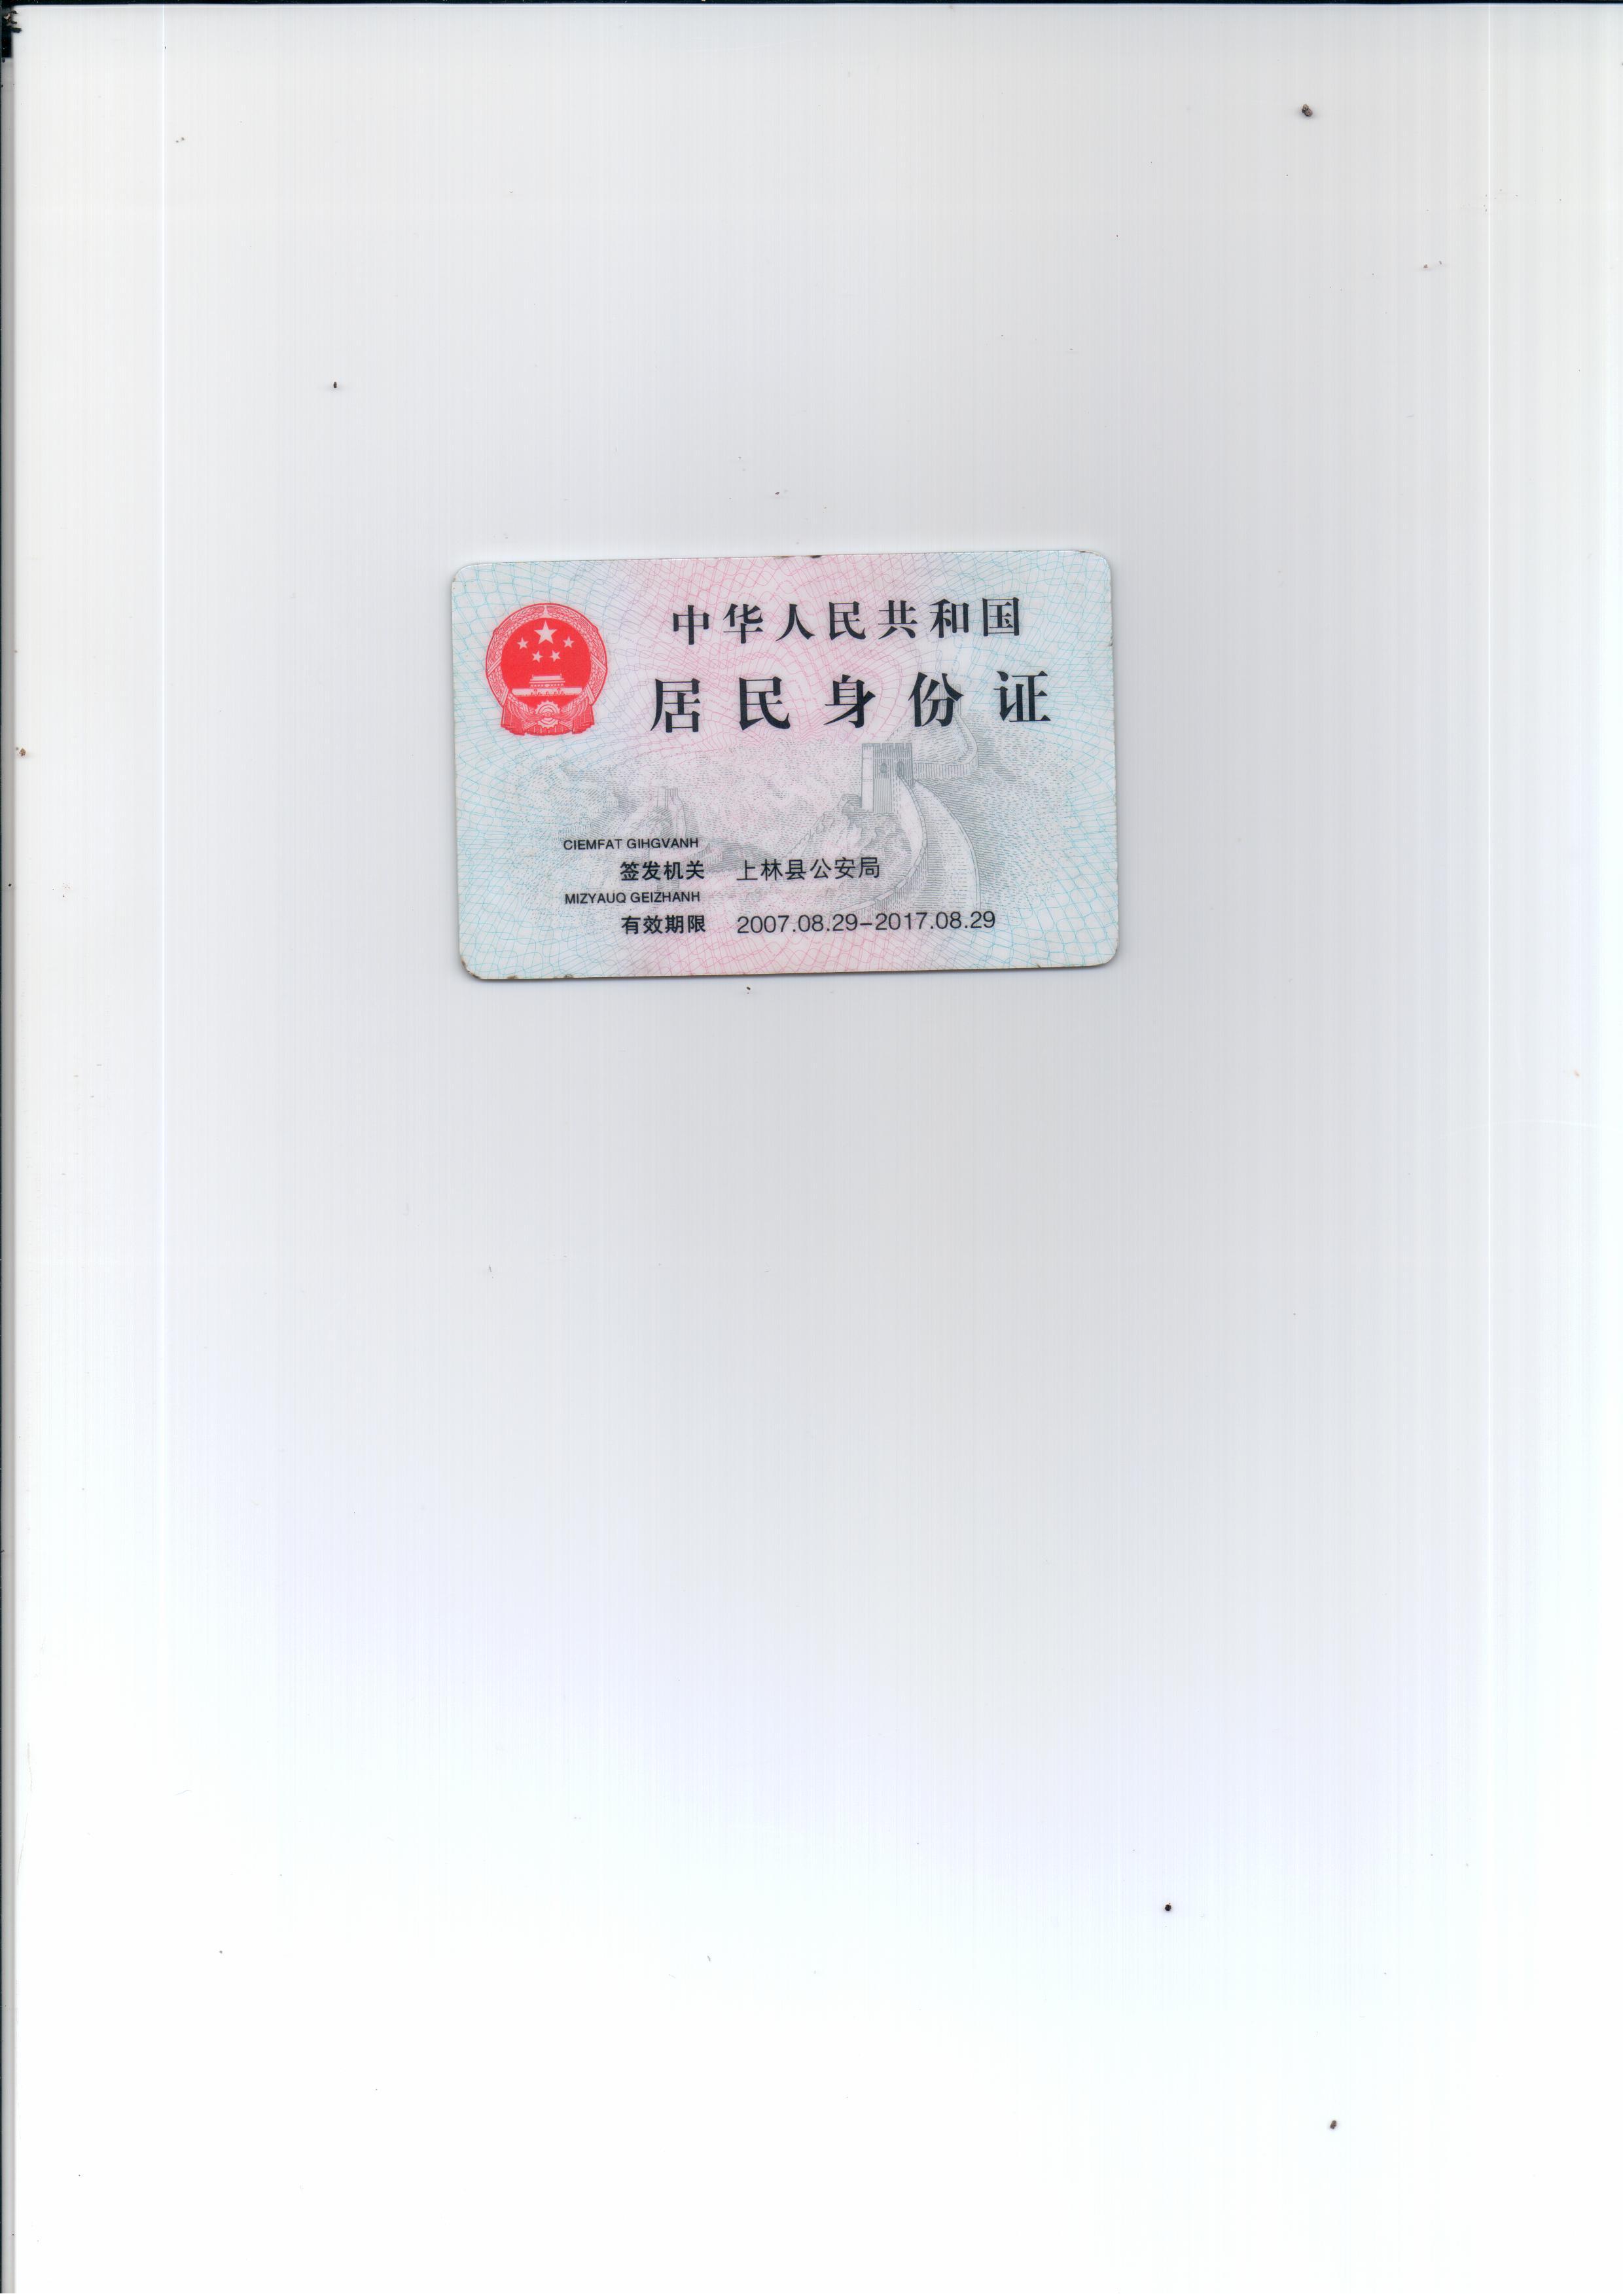 中华人民共和国
居民身份证
CIEMFAT GIHGVANH
签发机关 上林县公安局
MIZYAUQ GEIZHANH
有效期限 2007.08.29-2017.08.29